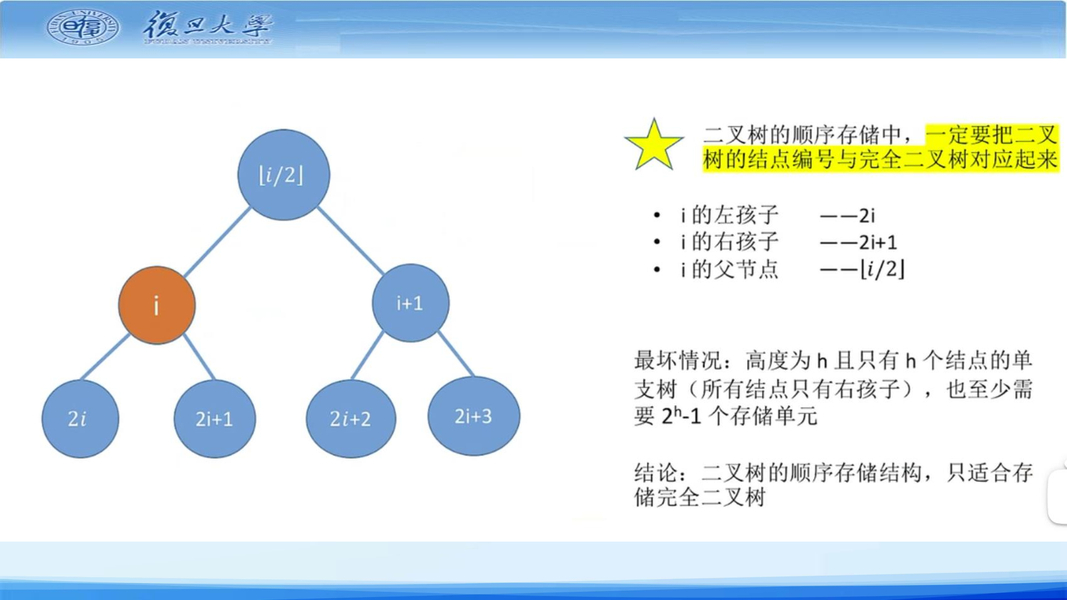 復旦大學
⌊i/2⌋
i
i+1
2i
2i+1
2i+2
2i+3
二叉树的顺序存储中，一定要把二叉
树的结点编号与完全二叉树对应起来
• i 的左孩子 ——2i
• i 的右孩子 ——2i+1
• i 的父节点 ——⌊i/2⌋
最坏情况：高度为 h 且只有 h 个结点的单
支树（所有结点只有右孩子），也至少需
要 2ʰ-1 个存储单元
结论：二叉树的顺序存储结构，只适合存
储完全二叉树